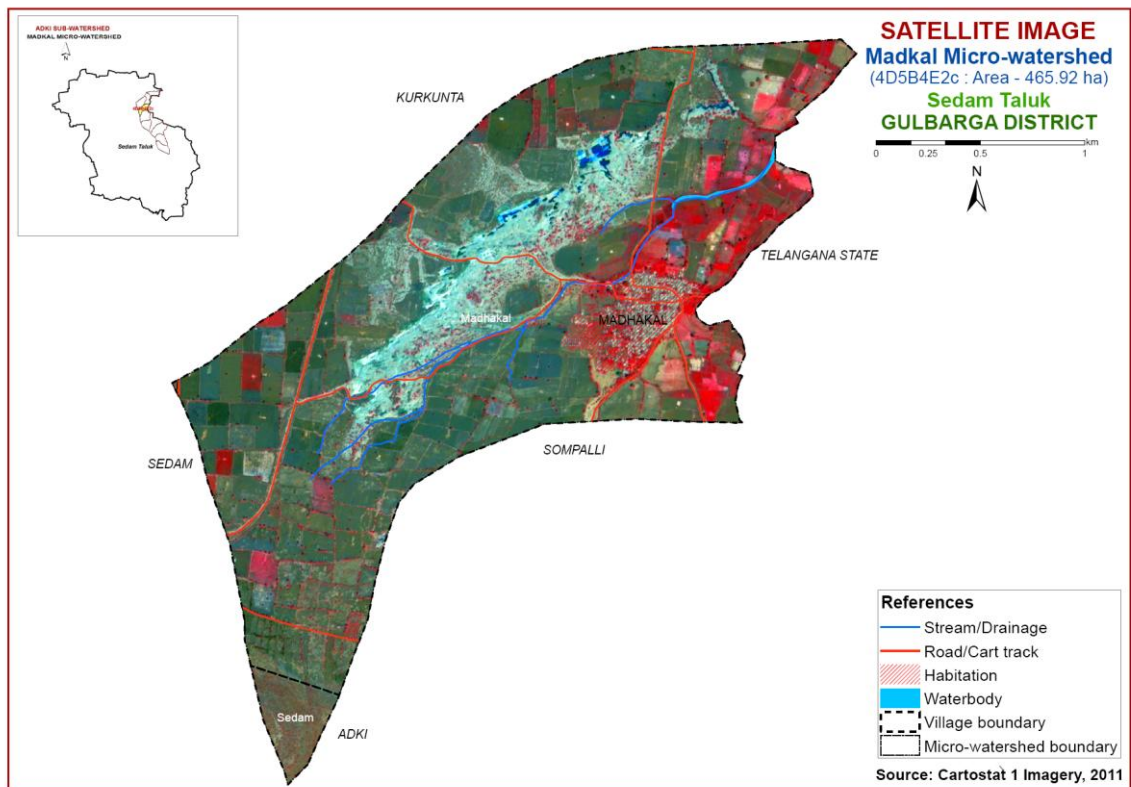 ADKI SUB-WATERSHED
MADKAL MICRO-WATERSHED
N
Sedam Taluk
SATELLITE IMAGE
Madkal Micro-watershed
(4D5B4E2c : Area - 465.92 ha)
Sedam Taluk
GULBARGA DISTRICT
km
0 0.25 0.5 1
N
KURKUNTA
TELANGANA STATE
Madhakal
MADHAKAL
SEDAM
SOMPALLI
Sedam
ADKI
References
Stream/Drainage
Road/Cart track
Habitation
Waterbody
Village boundary
Micro-watershed boundary
Source: Cartostat 1 Imagery, 2011